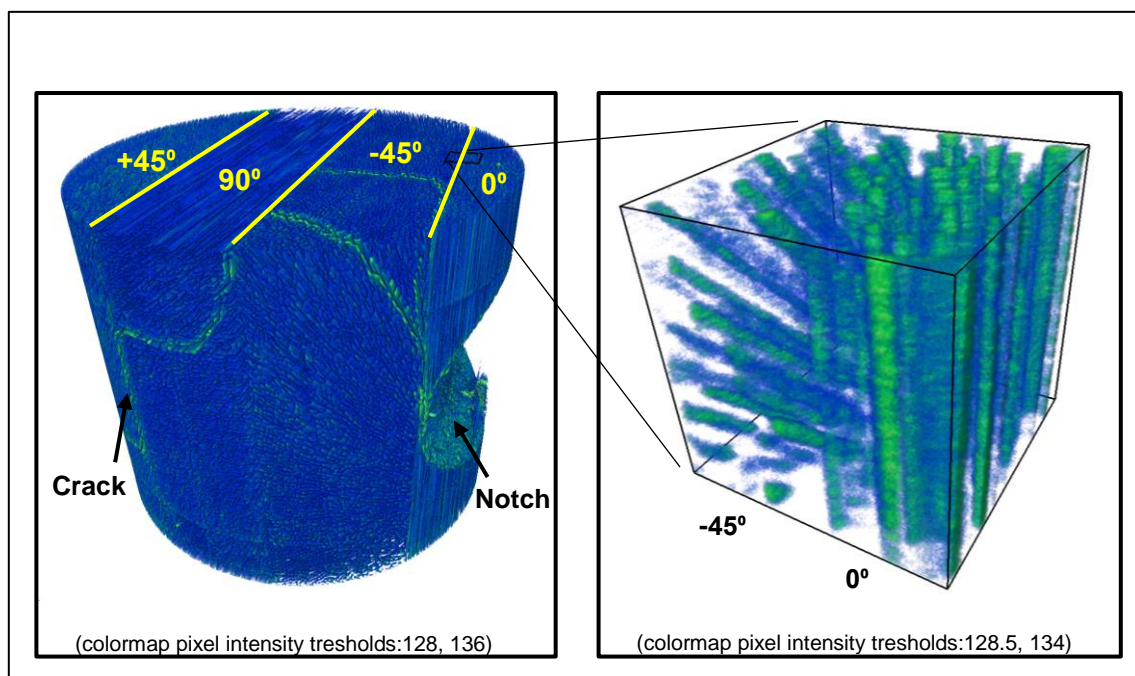 +45º
90º
-45º
0º
Crack
Notch
(colormap pixel intensity tresholds:128, 136)
-45º
0º
(colormap pixel intensity tresholds:128.5, 134)